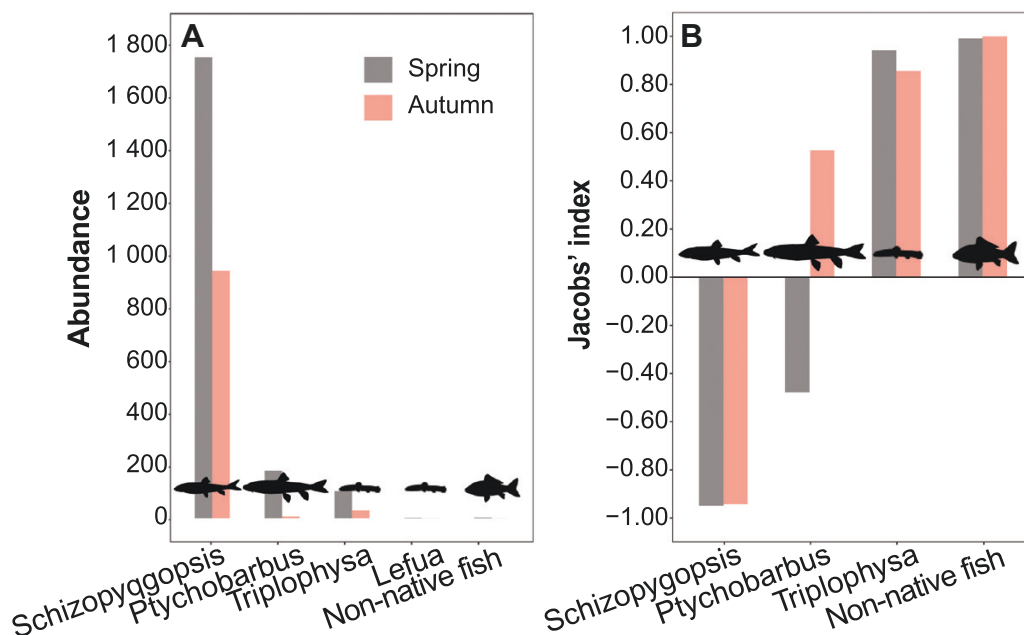 A
1 800
1 600
1 400
1 200
1 000
800
600
400
200
0
Abundance
Spring
Autumn
Schizopyggopsis
Ptychobarbus
Triplophysa
Lefua
Non-native fish
B
1.00
0.80
0.60
0.40
0.20
0.00
−0.20
−0.40
−0.60
−0.80
−1.00
Jacobs’ index
Schizopygopsis
Ptychobarbus
Triplophysa
Non-native fish